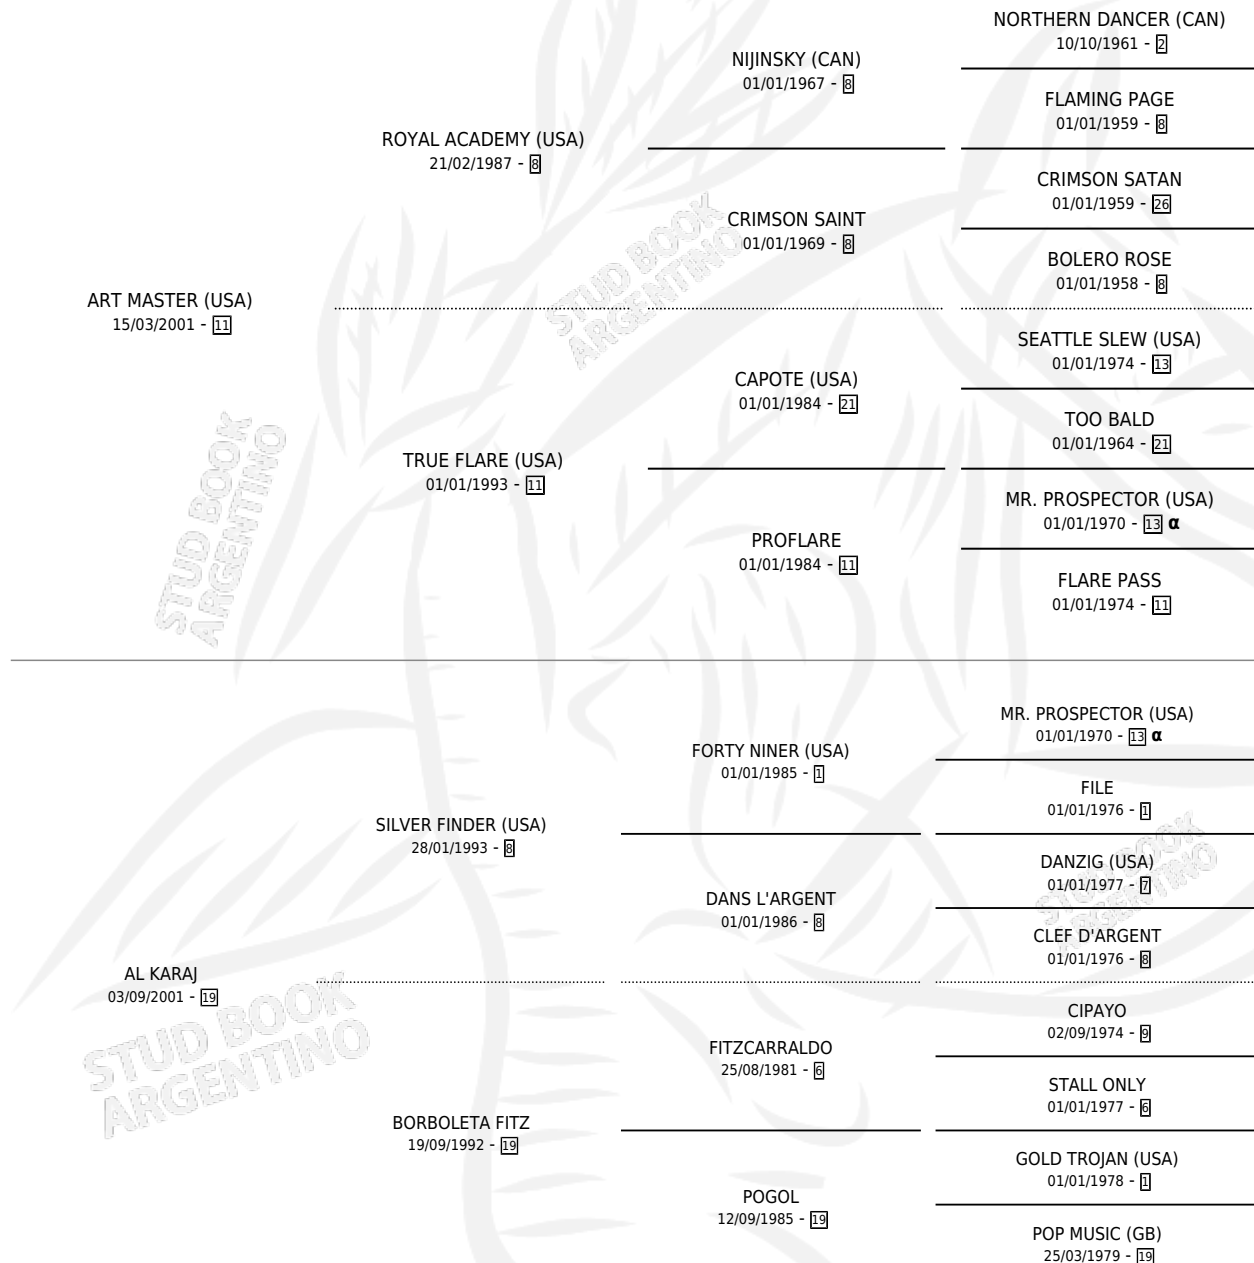 NORTHERN DANCER (CAN)
10/10/1961 - 2
NIJINSKY (CAN)
01/01/1967 - 8
FLAMING PAGE
01/01/1959 - 8
ROYAL ACADEMY (USA)
21/02/1987 - 8
CRIMSON SATAN
01/01/1959 - 26
CRIMSON SAINT
01/01/1969 - 8
BOLERO ROSE
01/01/1958 - 8
STUD BOOK
ARGENTINO
ART MASTER (USA)
15/03/2001 - 11
SEATTLE SLEW (USA)
01/01/1974 - 13
CAPOTE (USA)
01/01/1984 - 21
TOO BALD
01/01/1964 - 21
TRUE FLARE (USA)
01/01/1993 - 11
MR. PROSPECTOR (USA)
01/01/1970 - 13 α
PROFLARE
01/01/1984 - 11
FLARE PASS
01/01/1974 - 11
STUD BOOK
ARGENTINO
MR. PROSPECTOR (USA)
01/01/1970 - 13 α
FORTY NINER (USA)
01/01/1985 - 1
FILE
01/01/1976 - 1
SILVER FINDER (USA)
28/01/1993 - 8
DANZIG (USA)
01/01/1977 - 7
DANS L'ARGENT
01/01/1986 - 8
CLEF D'ARGENT
01/01/1976 - 8
STUD BOOK
ARGENTINO
AL KARAJ
03/09/2001 - 19
CIPAYO
02/09/1974 - 9
FITZCARRALDO
25/08/1981 - 6
STALL ONLY
01/01/1977 - 6
STUD BOOK
ARGENTINO
BORBOLETA FITZ
19/09/1992 - 19
GOLD TROJAN (USA)
01/01/1978 - 1
POGOL
12/09/1985 - 19
POP MUSIC (GB)
25/03/1979 - 19